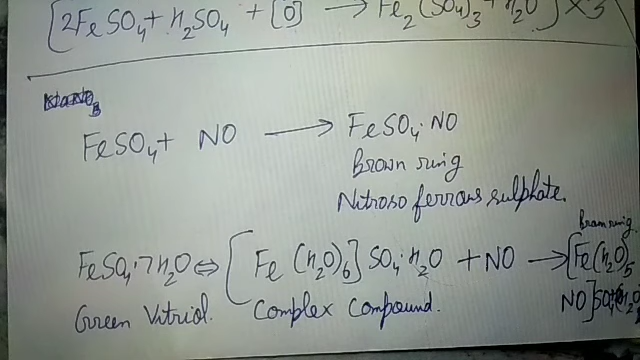 [2FeSO₄ + H₂SO₄ + [O] → Fe₂(SO₄)₃ + H₂O] × 3
FeSO₄ + NO → FeSO₄·NO
Brown ring
Nitroso ferrous sulphate.
brown ring
FeSO₄·7H₂O ⇔ [Fe(H₂O)₆]SO₄·H₂O + NO → [Fe(H₂O)₅
Green Vitriol. Complex Compound. NO]SO₄